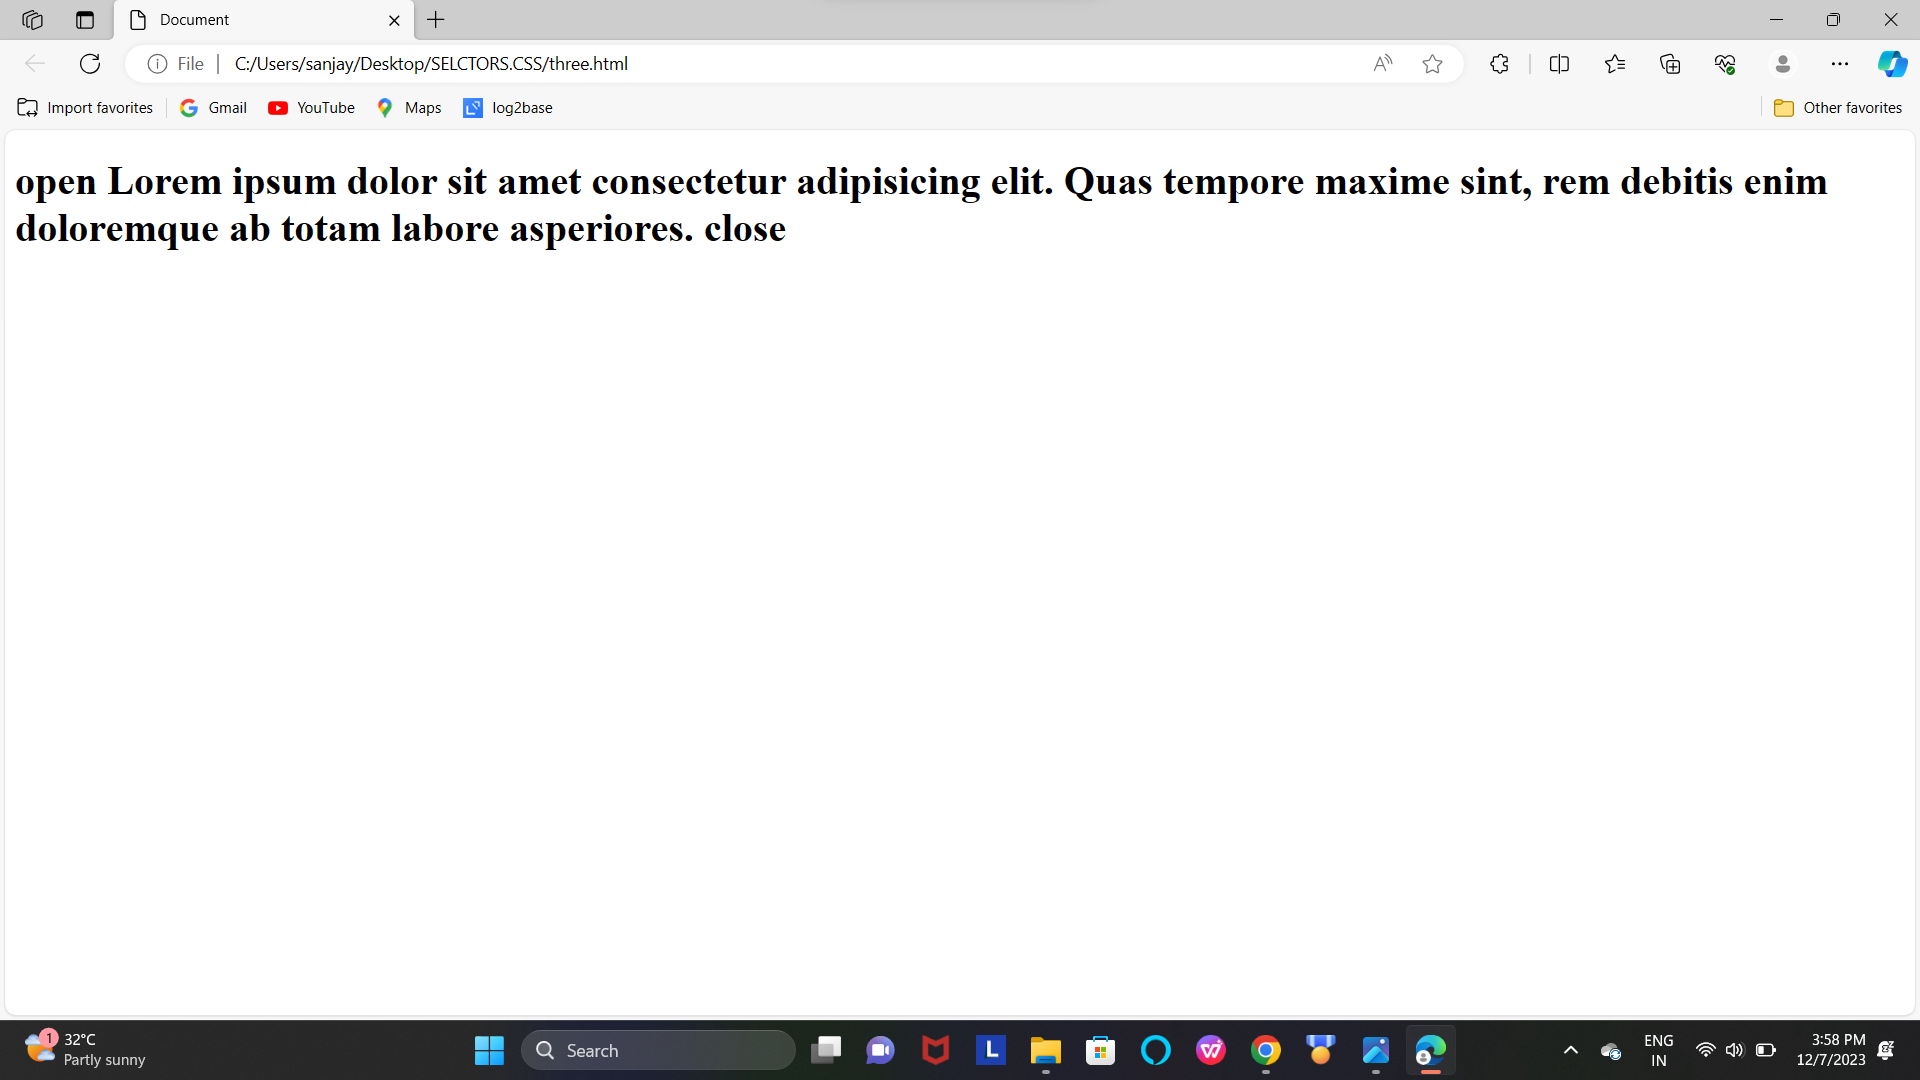 Document
File
C:/Users/sanjay/Desktop/SELCTORS.CSS/three.html
Import favorites
Gmail
YouTube
Maps
log2base
Other favorites
open Lorem ipsum dolor sit amet consectetur adipisicing elit. Quas tempore maxime sint, rem debitis enim
doloremque ab totam labore asperiores. close
1
32°C
Partly sunny
Search
L
ENG
IN
3:58 PM
12/7/2023